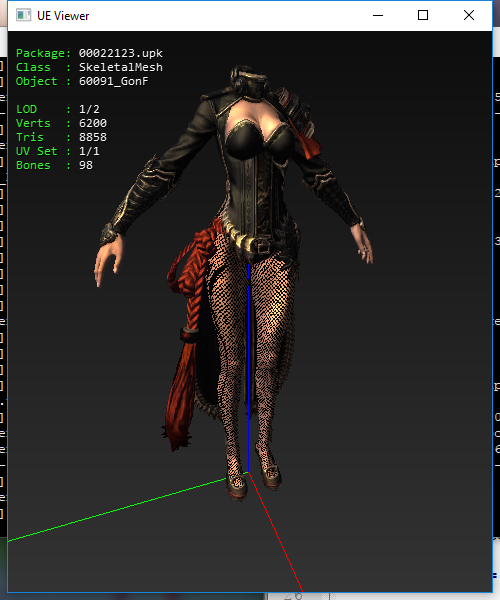 UE Viewer
Package: 00022123.upk
Class : SkeletalMesh
Object : 60091_GonF
LOD : 1/2
Verts : 6200
Tris : 8858
UV Set : 1/1
Bones : 98